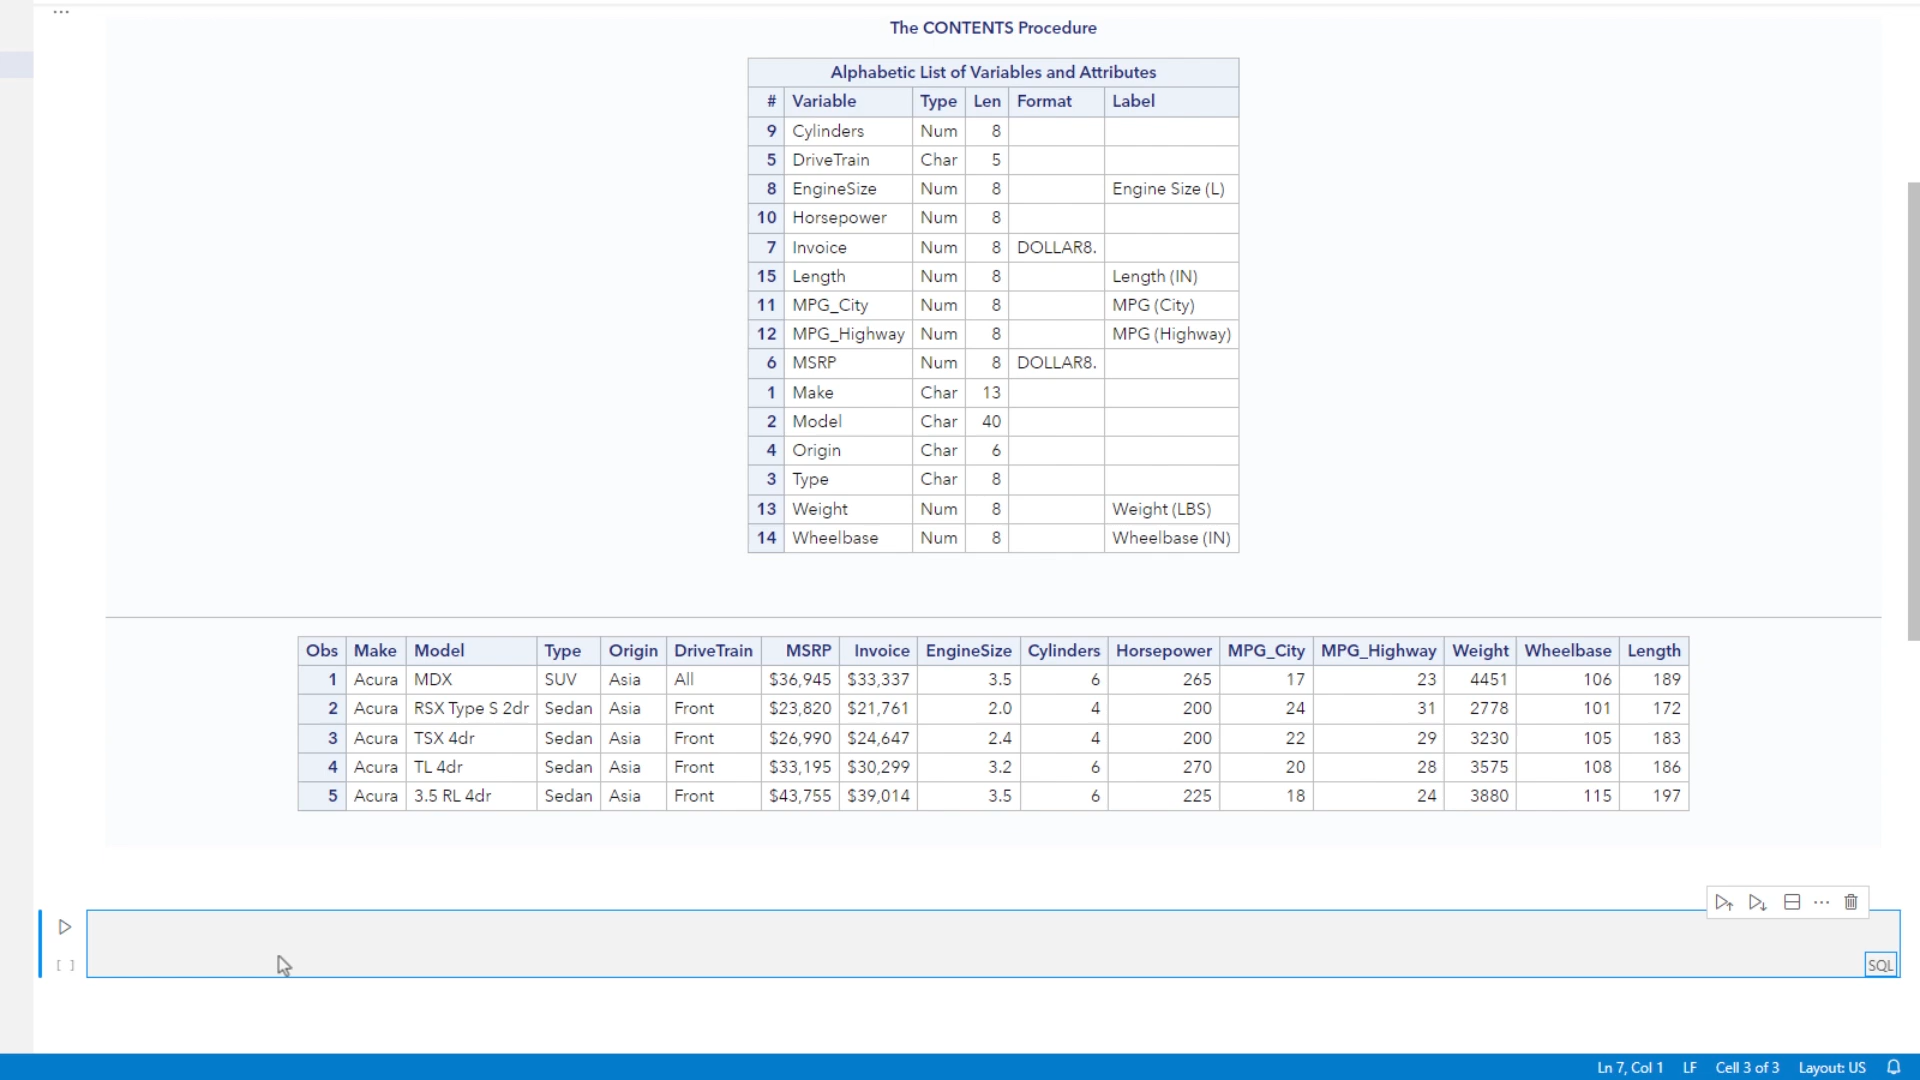 ...
The CONTENTS Procedure
Alphabetic List of Variables and Attributes
# Variable Type Len Format Label
9 Cylinders Num 8
5 DriveTrain Char 5
8 EngineSize Num 8 Engine Size (L)
10 Horsepower Num 8
7 Invoice Num 8 DOLLAR8.
15 Length Num 8 Length (IN)
11 MPG_City Num 8 MPG (City)
12 MPG_Highway Num 8 MPG (Highway)
6 MSRP Num 8 DOLLAR8.
1 Make Char 13
2 Model Char 40
4 Origin Char 6
3 Type Char 8
13 Weight Num 8 Weight (LBS)
14 Wheelbase Num 8 Wheelbase (IN)
Obs Make Model Type Origin DriveTrain MSRP Invoice EngineSize Cylinders Horsepower MPG_City MPG_Highway Weight Wheelbase Length
1 Acura MDX SUV Asia All $36,945 $33,337 3.5 6 265 17 23 4451 106 189
2 Acura RSX Type S 2dr Sedan Asia Front $23,820 $21,761 2.0 4 200 24 31 2778 101 172
3 Acura TSX 4dr Sedan Asia Front $26,990 $24,647 2.4 4 200 22 29 3230 105 183
4 Acura TL 4dr Sedan Asia Front $33,195 $30,299 3.2 6 270 20 28 3575 108 186
5 Acura 3.5 RL 4dr Sedan Asia Front $43,755 $39,014 3.5 6 225 18 24 3880 115 197
[ ]
SQL
Ln 7, Col 1 LF Cell 3 of 3 Layout: US